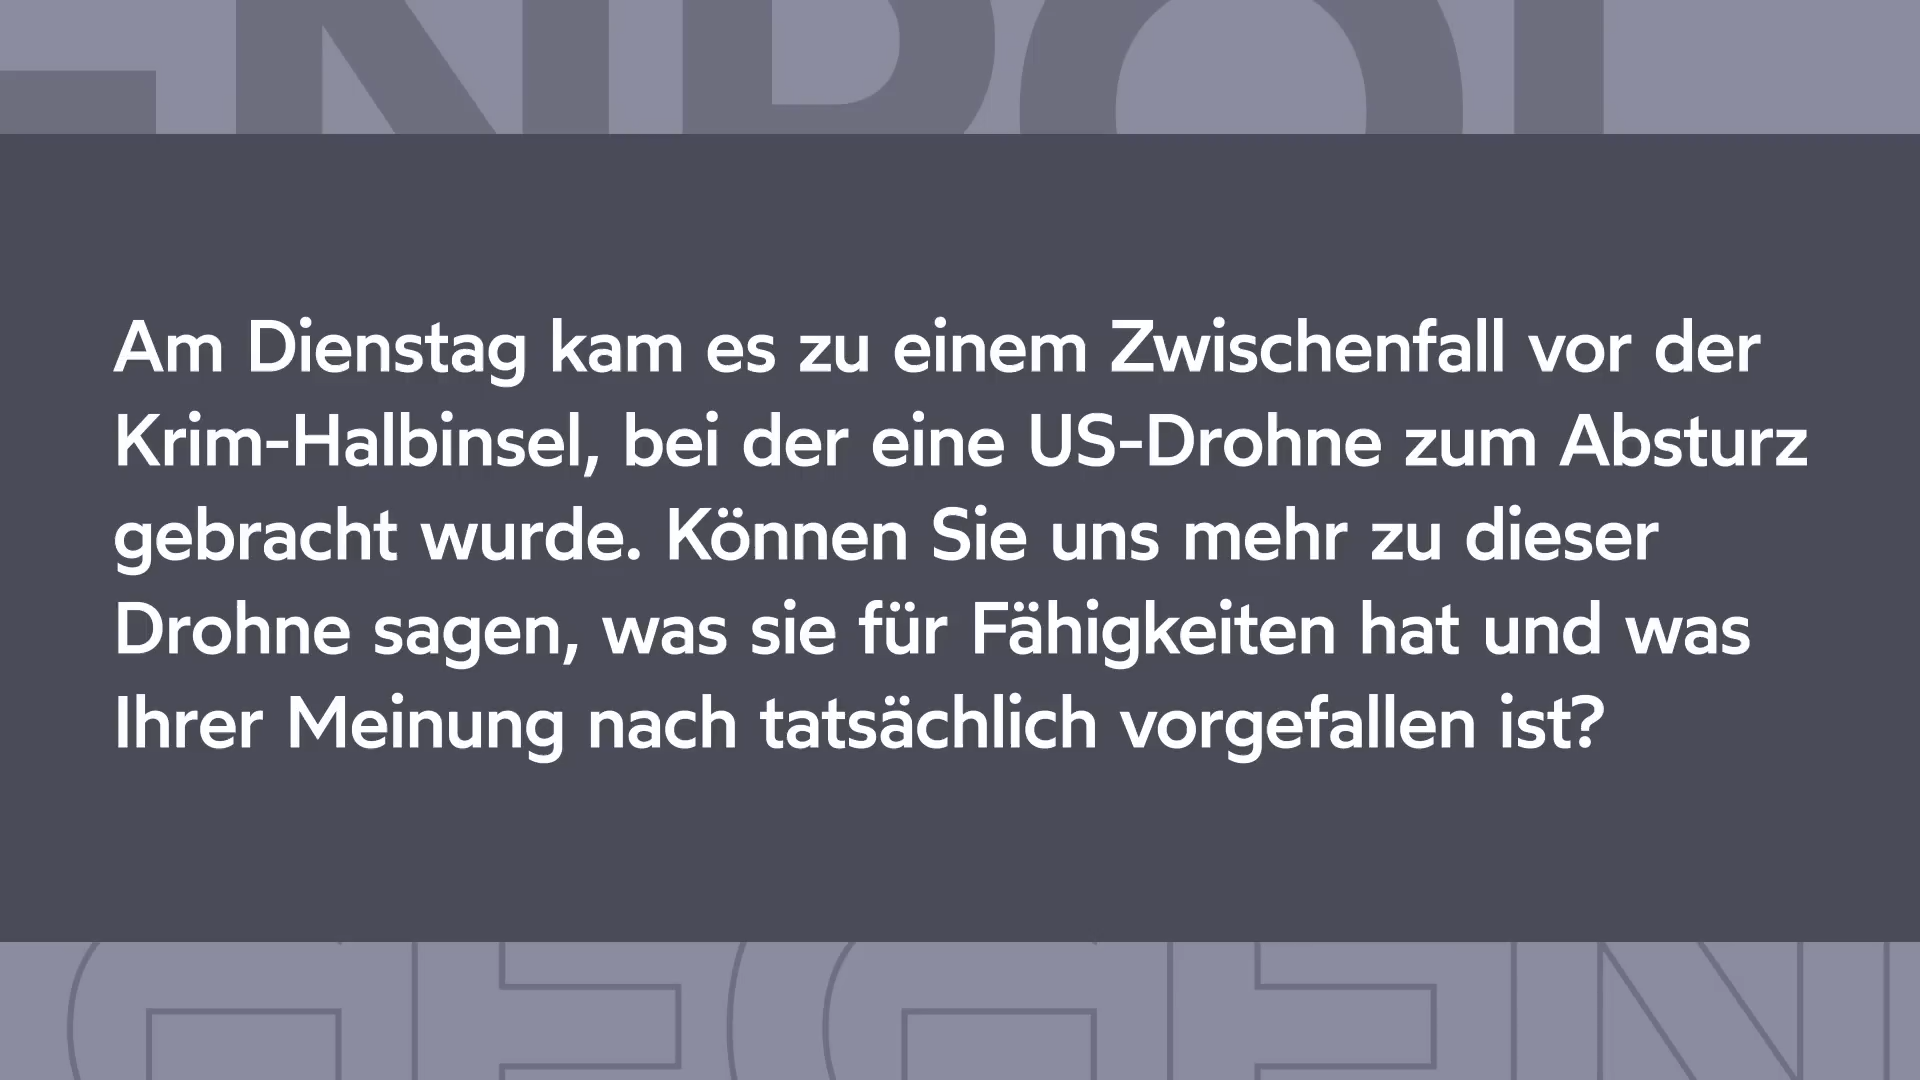 Am Dienstag kam es zu einem Zwischenfall vor der
Krim-Halbinsel, bei der eine US-Drohne zum Absturz
gebracht wurde. Können Sie uns mehr zu dieser
Drohne sagen, was sie für Fähigkeiten hat und was
Ihrer Meinung nach tatsächlich vorgefallen ist?